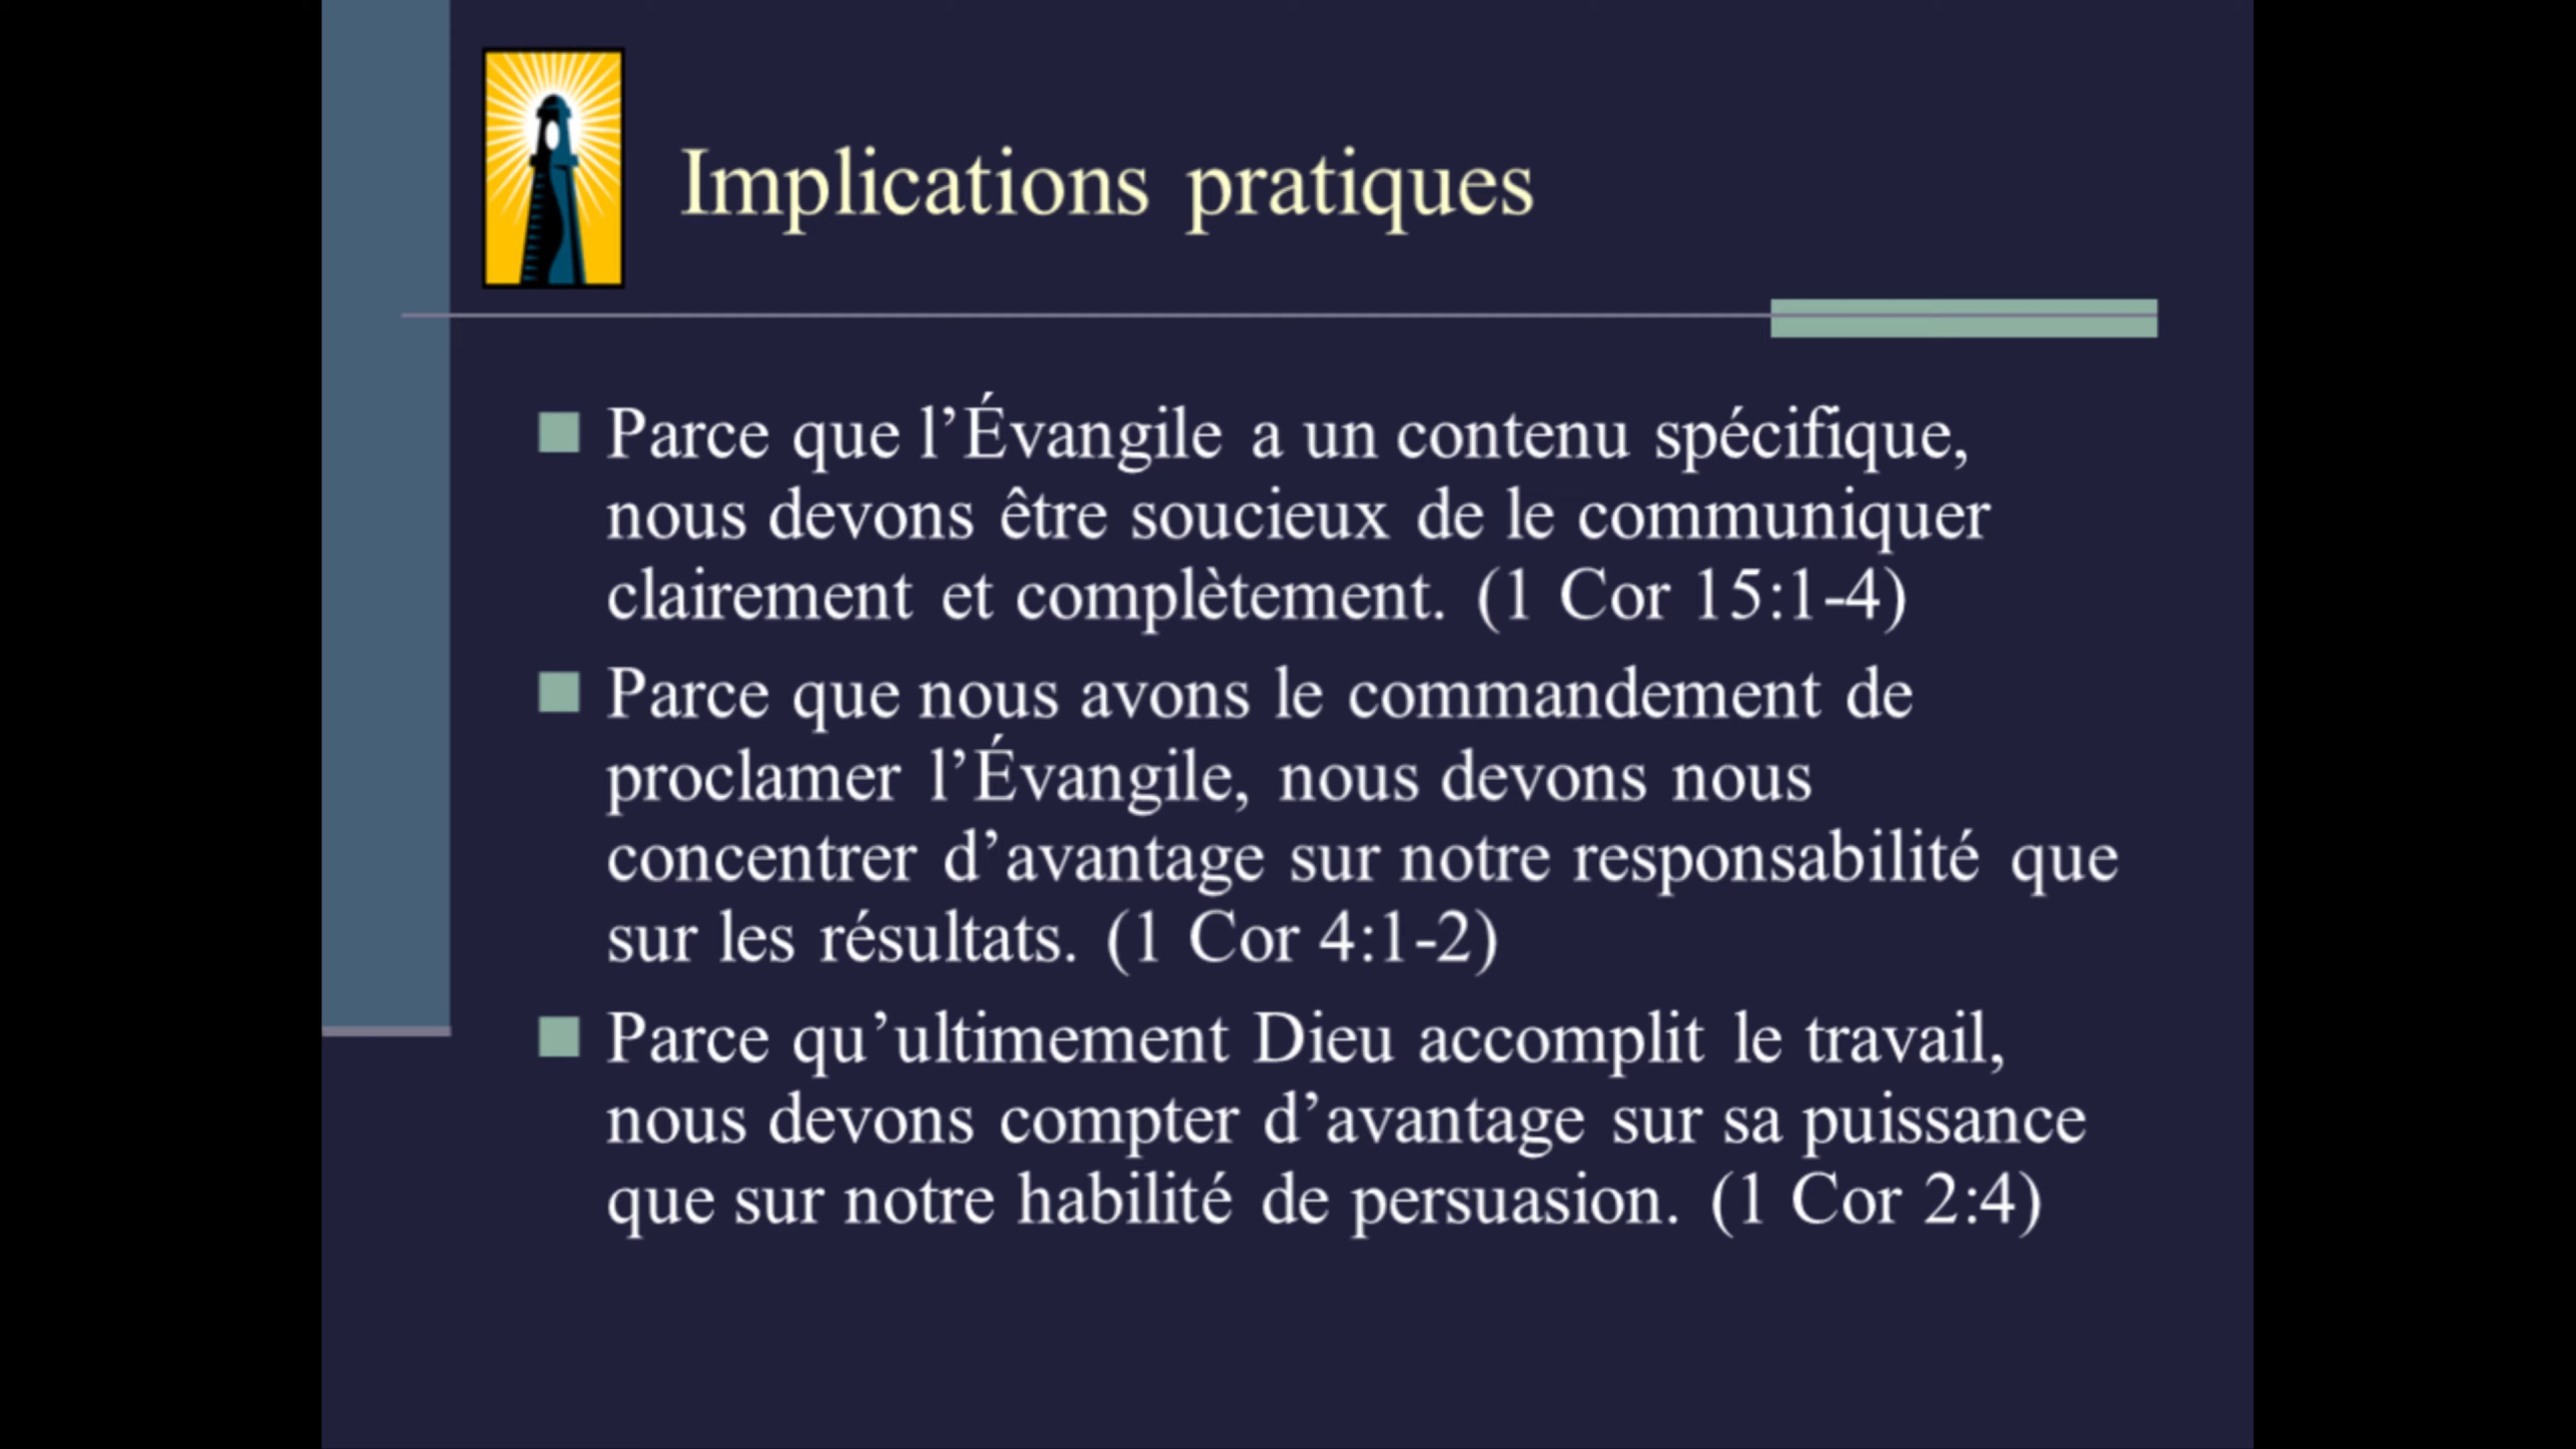 Implications pratiques
Parce que l’Évangile a un contenu spécifique,
nous devons être soucieux de le communiquer
clairement et complètement. (1 Cor 15:1-4)
Parce que nous avons le commandement de
proclamer l’Évangile, nous devons nous
concentrer d’avantage sur notre responsabilité que
sur les résultats. (1 Cor 4:1-2)
Parce qu’ultimement Dieu accomplit le travail,
nous devons compter d’avantage sur sa puissance
que sur notre habilité de persuasion. (1 Cor 2:4)